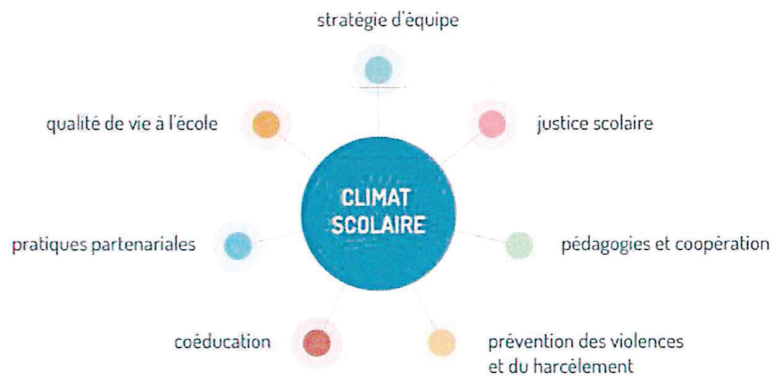 stratégie d'équipe
qualité de vie à l'école
justice scolaire
CLIMAT
SCOLAIRE
pratiques partenariales
pédagogies et coopération
coéducation
prévention des violences
et du harcèlement